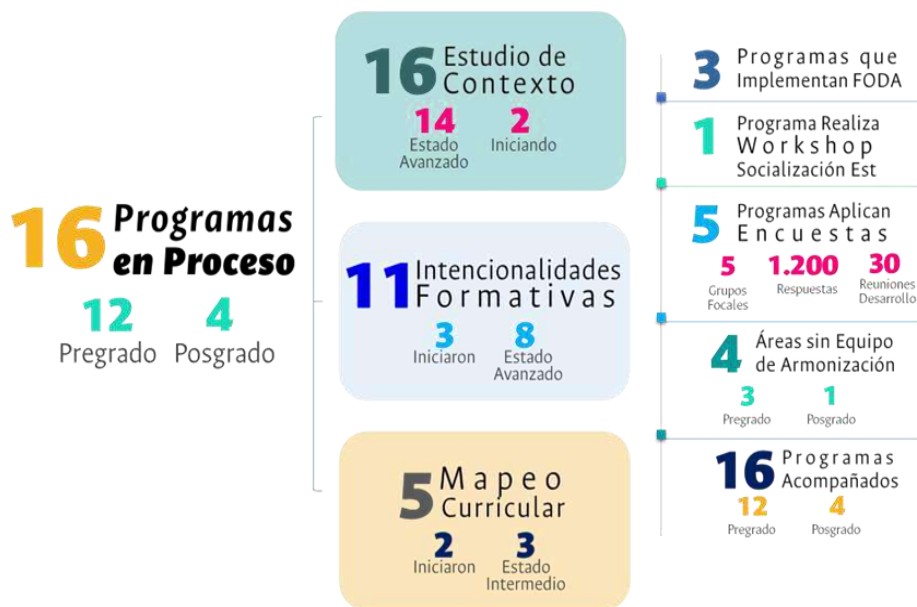 16 Programas
en Proceso
12 4
Pregrado Posgrado
16 Estudio de
Contexto
14 2
Estado Iniciando
Avanzado
11 Intencionalidades
Formativas
3 8
Iniciaron Estado
Avanzado
5 Mapeo
Curricular
2 3
Iniciaron Estado
Intermedio
3 Programas que
Implementan FODA
1 Programa Realiza
Workshop
Socialización Est
5 Programas Aplican
Encuestas
5 1.200 30
Grupos Respuestas Reuniones
Focales Desarrollo
4 Áreas sin Equipo
de Armonización
3 1
Pregrado Posgrado
16 Programas
Acompañados
12 4
Pregrado Posgrado